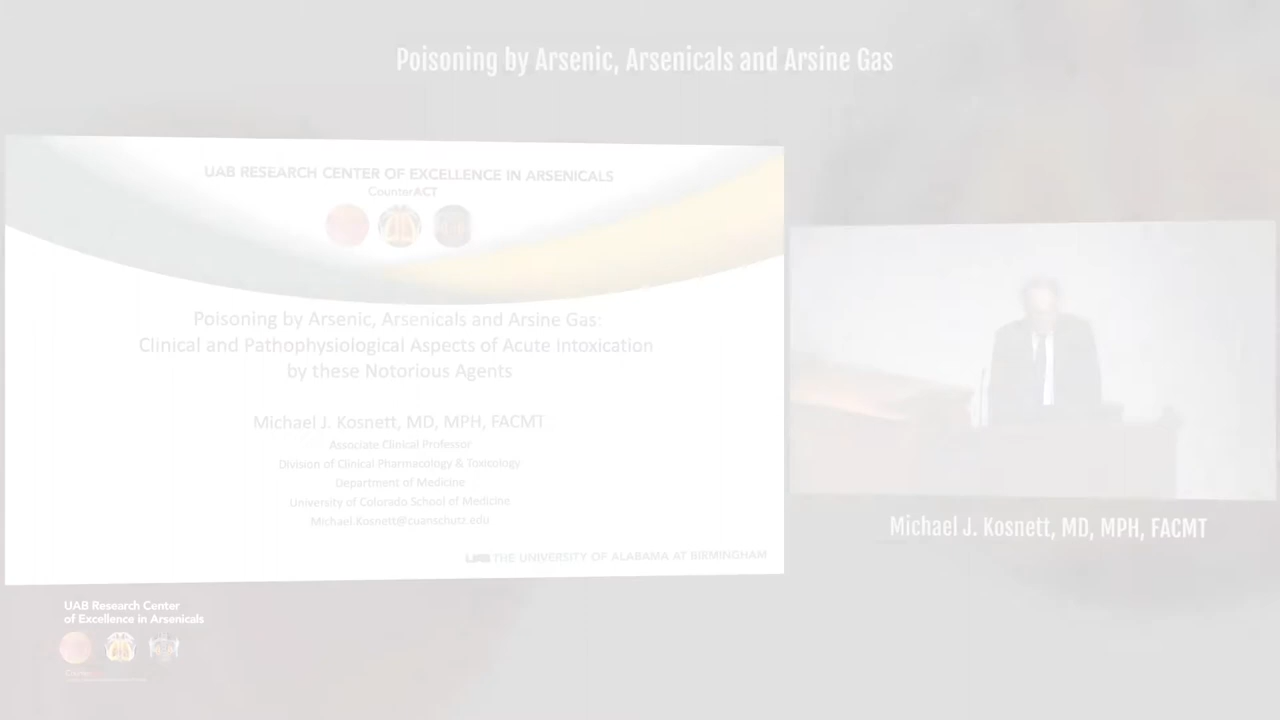 Poisoning by Arsenic, Arsenicals and Arsine Gas
UAB RESEARCH CENTER OF EXCELLENCE IN ARSENICALS
CounterACT
Poisoning by Arsenic, Arsenicals and Arsine Gas:
Clinical and Pathophysiological Aspects of Acute Intoxication
by these Notorious Agents
Michael J. Kosnett, MD, MPH, FACMT
Associate Clinical Professor
Division of Clinical Pharmacology & Toxicology
Department of Medicine
University of Colorado School of Medicine
Michael.Kosnett@cuanschutz.edu
UAB THE UNIVERSITY OF ALABAMA AT BIRMINGHAM
Michael J. Kosnett, MD, MPH, FACMT
UAB Research Center
of Excellence in Arsenicals